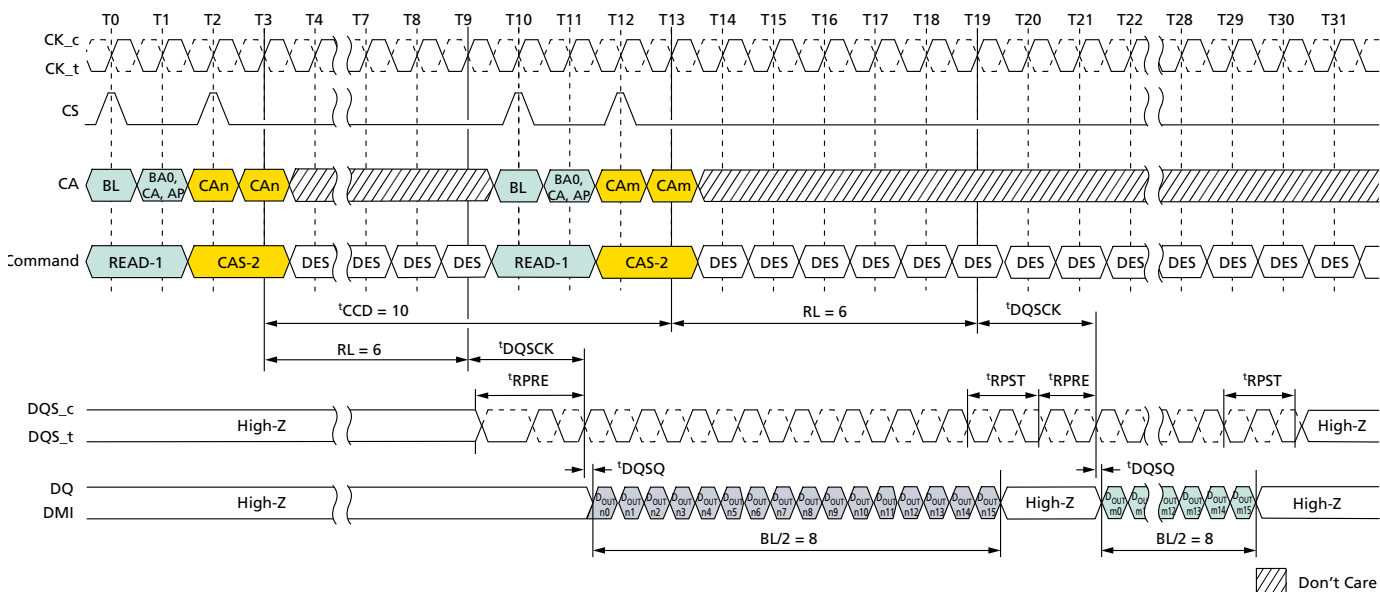 T0 T1 T2 T3 T4 T7 T8 T9 T10 T11 T12 T13 T14 T15 T16 T17 T18 T19 T20 T21 T22 T28 T29 T30 T31
CK_c
CK_t
CS
CA BL BA0, CA, AP CAn CAn BL BA0, CA, AP CAm CAm
Command READ-1 CAS-2 DES DES DES DES READ-1 CAS-2 DES DES DES DES DES DES DES DES DES DES DES DES DES
tCCD = 10 RL = 6 tDQSCK
RL = 6 tDQSCK
tRPRE tRPST tRPRE tRPST
DQS_c
DQS_t
High-Z High-Z
tDQSQ tDQSQ
DQ
DMI
High-Z DOUT n0 DOUT n1 DOUT n2 DOUT n3 DOUT n4 DOUT n5 DOUT n6 DOUT n7 DOUT n8 DOUT n9 DOUT n10 DOUT n11 DOUT n12 DOUT n13 DOUT n14 DOUT n15 High-Z DOUT m0 DOUT m12 DOUT m13 DOUT m14 DOUT m15 High-Z
BL/2 = 8 BL/2 = 8
Don't Care